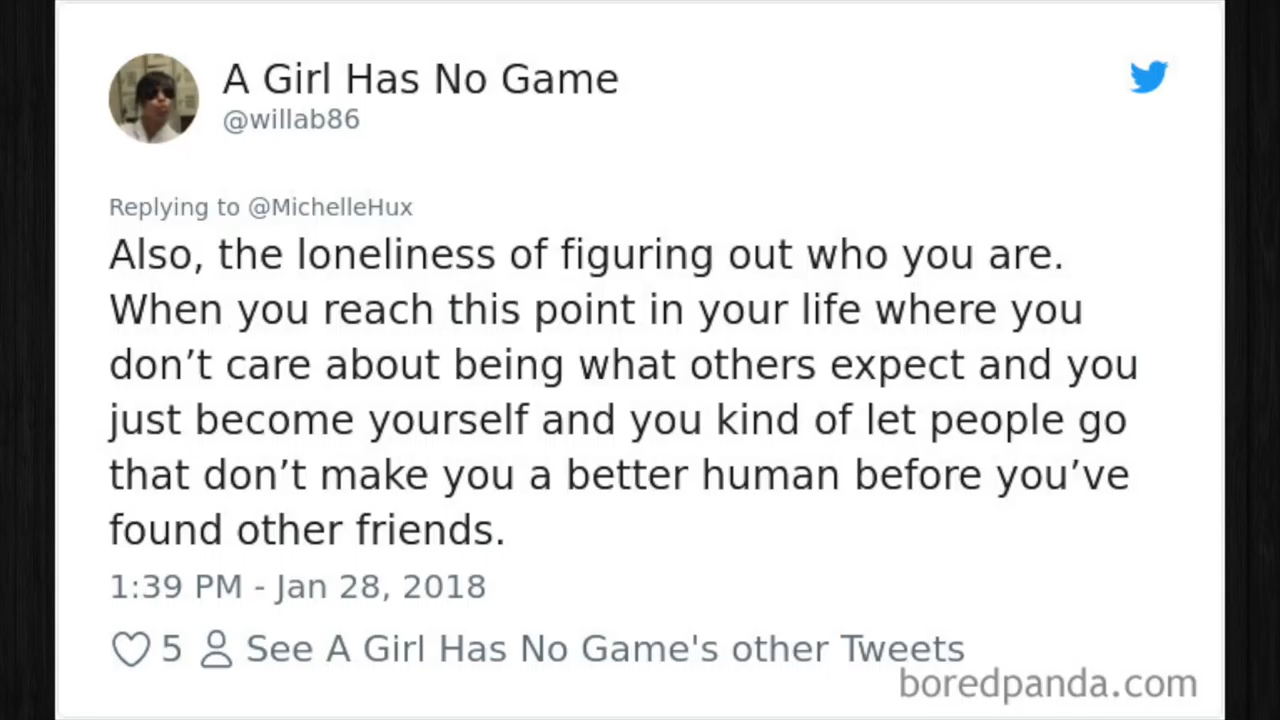 A Girl Has No Game
@willab86
Replying to @MichelleHux
Also, the loneliness of figuring out who you are.
When you reach this point in your life where you
don’t care about being what others expect and you
just become yourself and you kind of let people go
that don’t make you a better human before you’ve
found other friends.
1:39 PM - Jan 28, 2018
5 See A Girl Has No Game's other Tweets
boredpanda.com